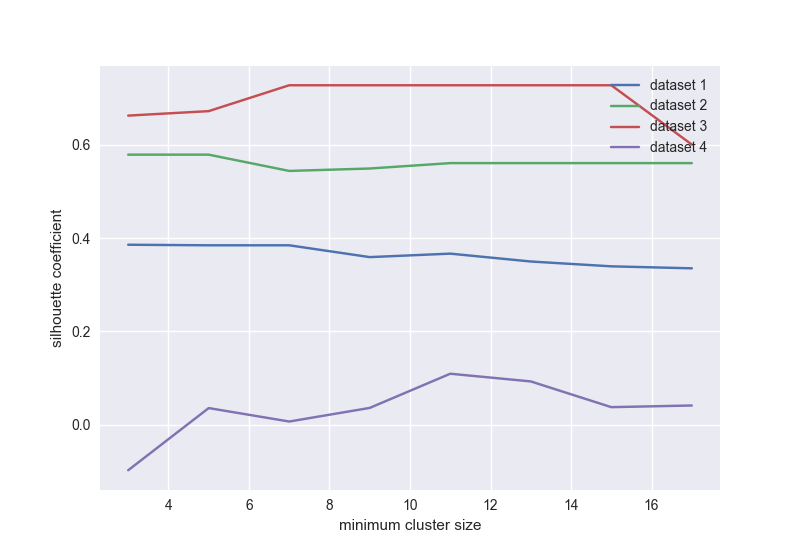 dataset 1
dataset 2
dataset 3
dataset 4
silhouette coefficient
0.6
0.4
0.2
0.0
4 6 8 10 12 14 16
minimum cluster size